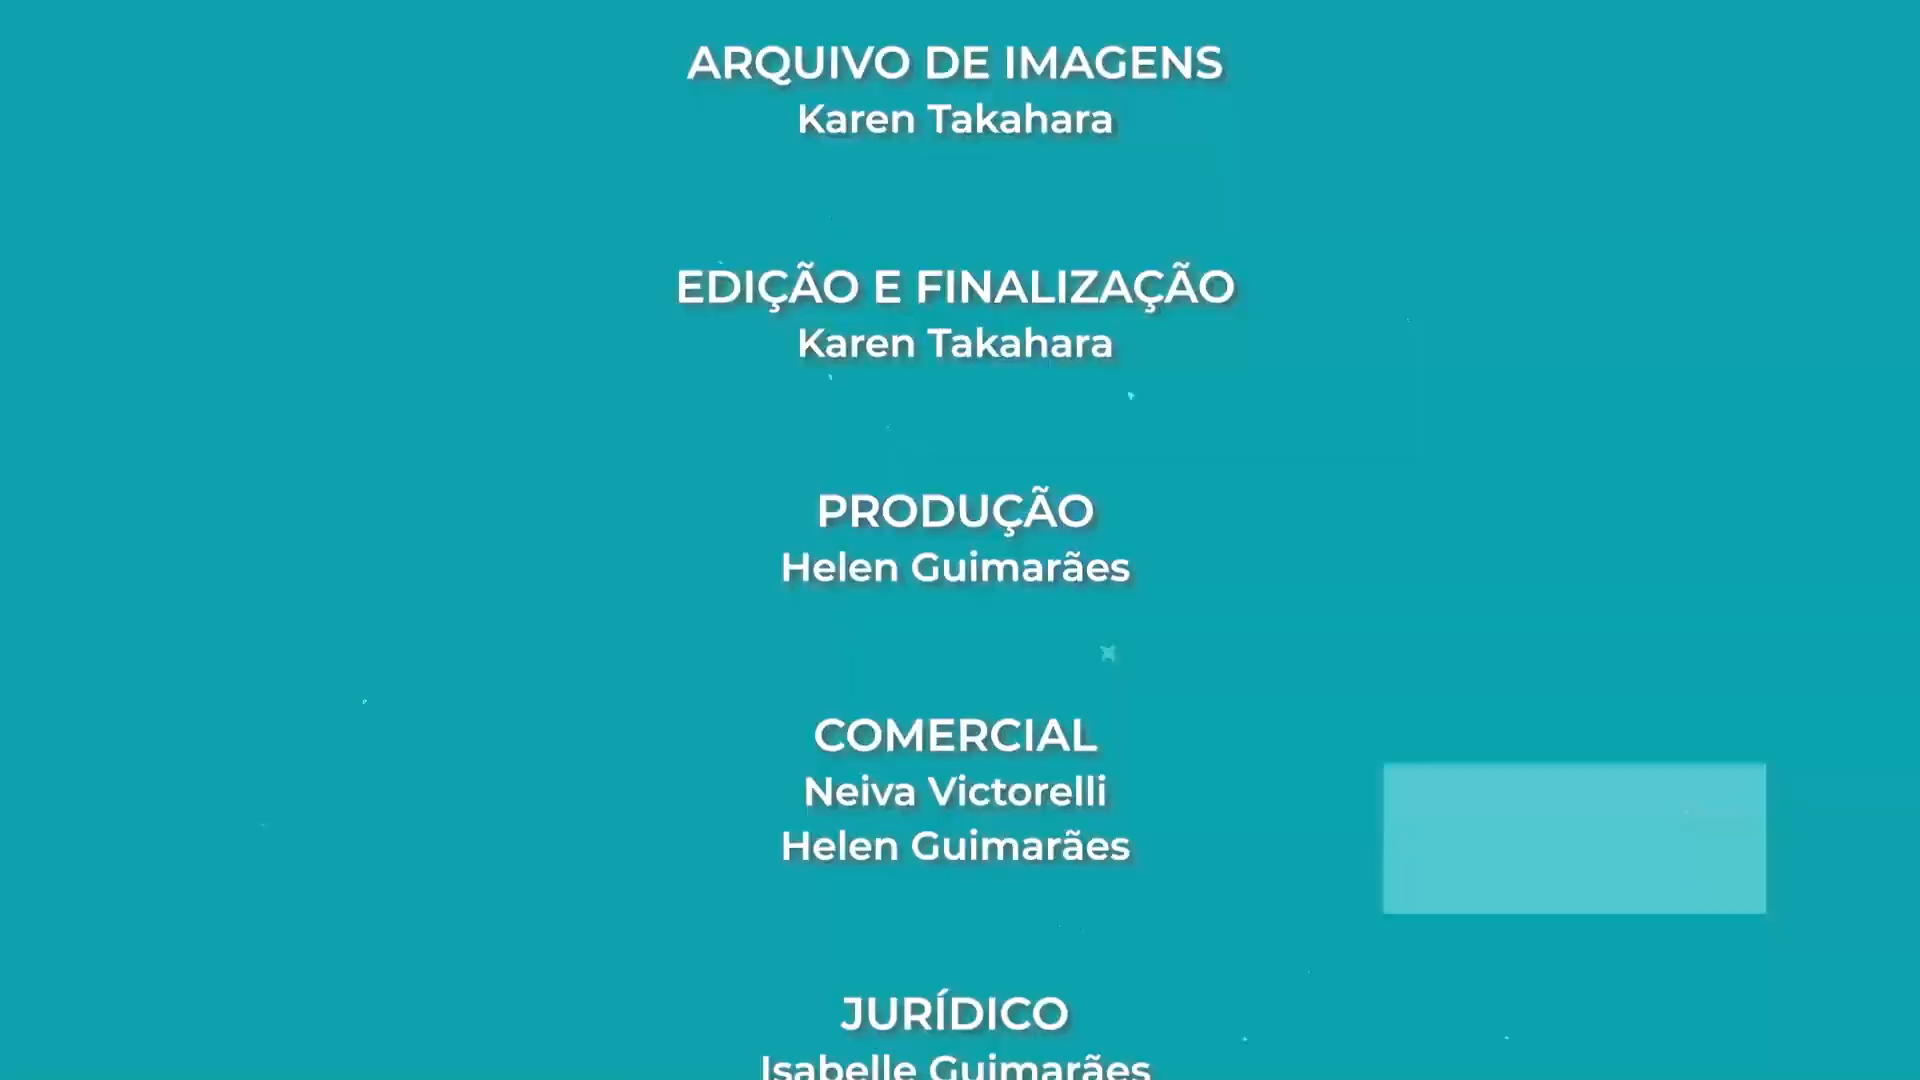 ARQUIVO DE IMAGENS
Karen Takahara
EDIÇÃO E FINALIZAÇÃO
Karen Takahara
PRODUÇÃO
Helen Guimarães
COMERCIAL
Neiva Victorelli
Helen Guimarães
JURÍDICO
Isabelle Guimarães